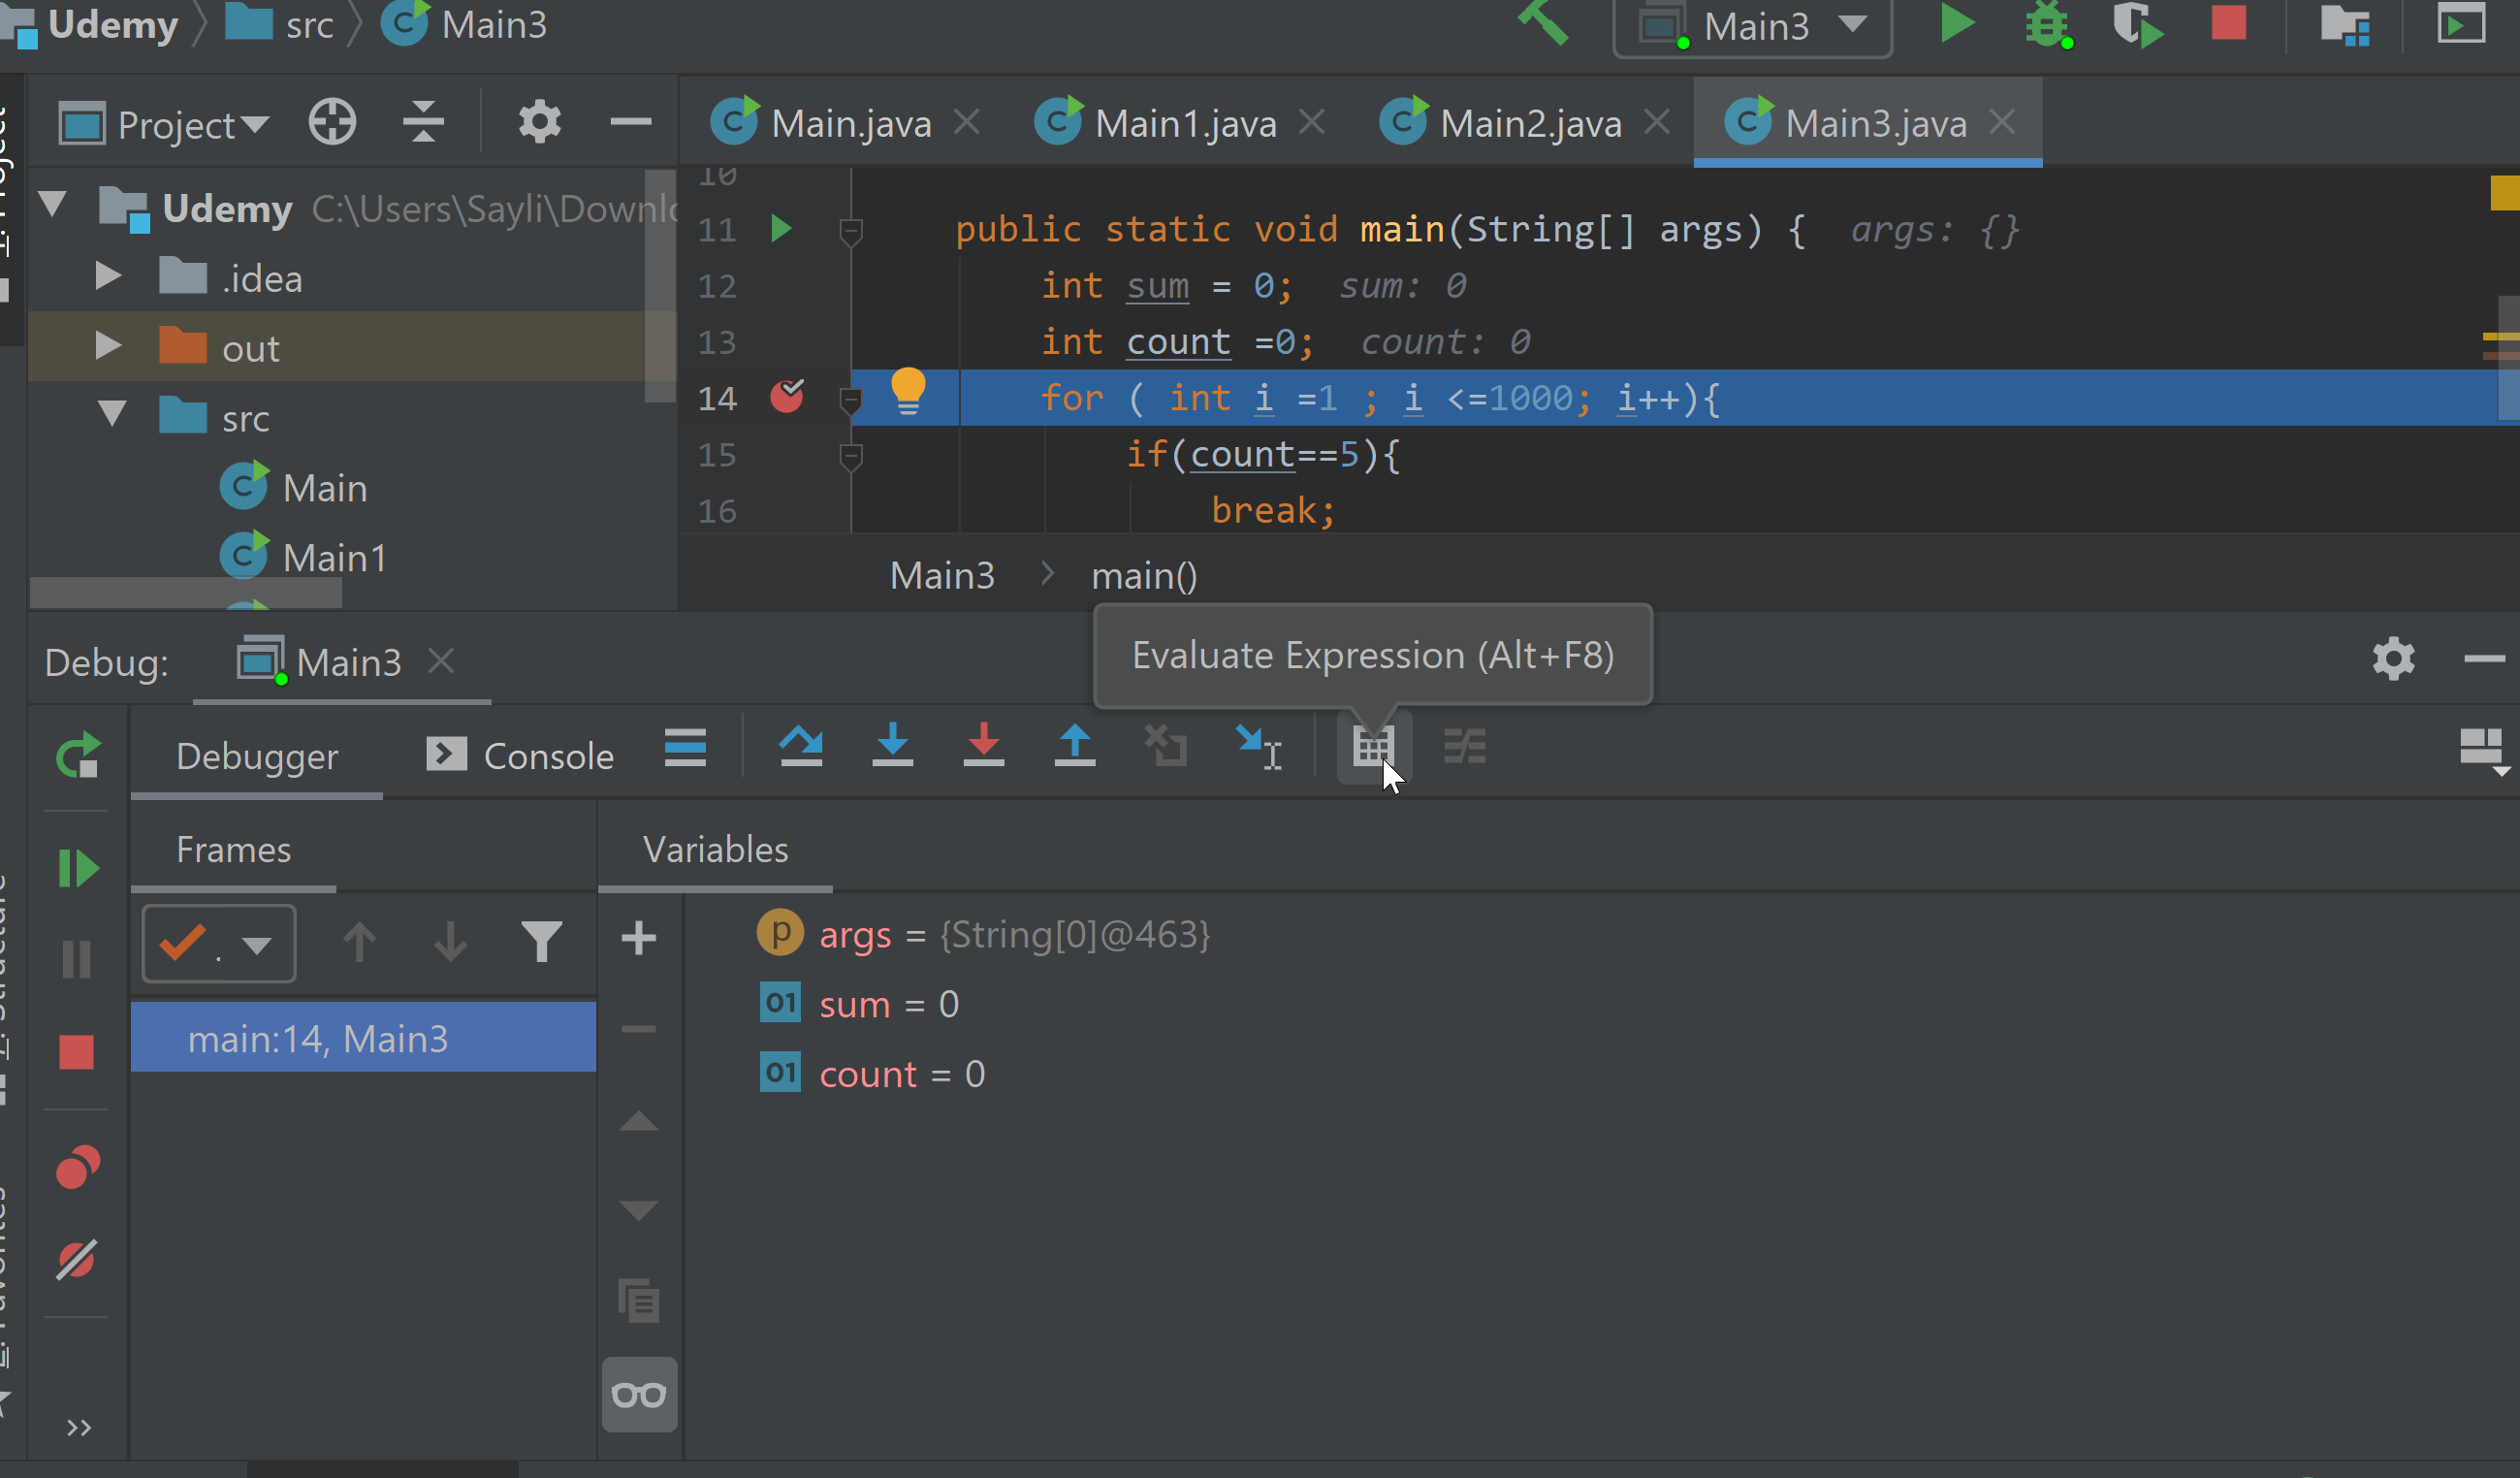 Udemy src Main3
Main3
Project
Main.java Main1.java Main2.java Main3.java
Udemy C:\Users\Sayli\Downlo
.idea
out
src
Main
Main1
10
11 public static void main(String[] args) { args: {}
12 int sum = 0; sum: 0
13 int count =0; count: 0
14 for ( int i =1 ; i <=1000; i++){
15 if(count==5){
16 break;
Main3 > main()
Evaluate Expression (Alt+F8)
Debug: Main3
Debugger Console
Frames Variables
main:14, Main3
p args = {String[0]@463}
01 sum = 0
01 count = 0